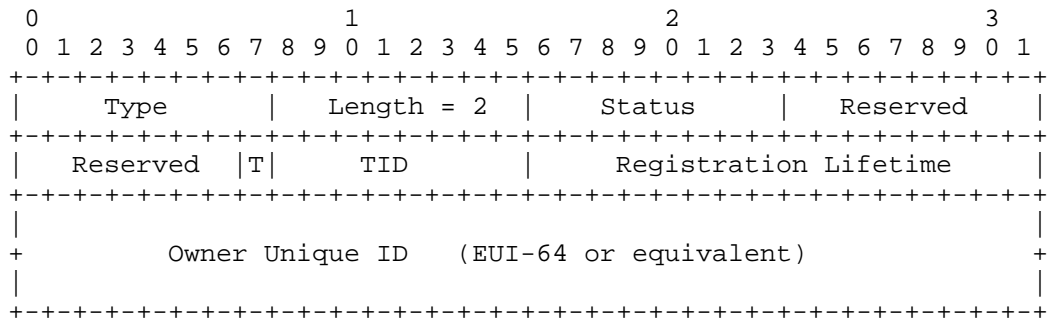 0                   1                   2                   3
 0 1 2 3 4 5 6 7 8 9 0 1 2 3 4 5 6 7 8 9 0 1 2 3 4 5 6 7 8 9 0 1
+-+-+-+-+-+-+-+-+-+-+-+-+-+-+-+-+-+-+-+-+-+-+-+-+-+-+-+-+-+-+-+-+
|     Type      |   Length = 2  |    Status     |   Reserved    |
+-+-+-+-+-+-+-+-+-+-+-+-+-+-+-+-+-+-+-+-+-+-+-+-+-+-+-+-+-+-+-+-+
|   Reserved  |T|     TID       |     Registration Lifetime     |
+-+-+-+-+-+-+-+-+-+-+-+-+-+-+-+-+-+-+-+-+-+-+-+-+-+-+-+-+-+-+-+-+
|                                                               |
+         Owner Unique ID   (EUI-64 or equivalent)              +
|                                                               |
+-+-+-+-+-+-+-+-+-+-+-+-+-+-+-+-+-+-+-+-+-+-+-+-+-+-+-+-+-+-+-+-+